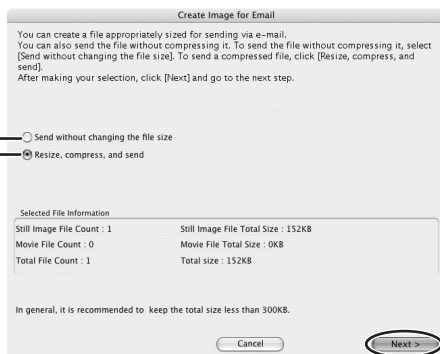 Create Image for Email
You can create a file appropriately sized for sending via e-mail.
You can also send the file without compressing it. To send the file without compressing it, select
[Send without changing the file size]. To send a compressed file, click [Resize, compress, and
send].
After making your selection, click [Next] and go to the next step.
Send without changing the file size
Resize, compress, and send
Selected File Information
Still Image File Count : 1 Still Image File Total Size : 152KB
Movie File Count : 0 Movie File Total Size : 0KB
Total File Count : 1 Total size : 152KB
In general, it is recommended to keep the total size less than 300KB.
Cancel Next >